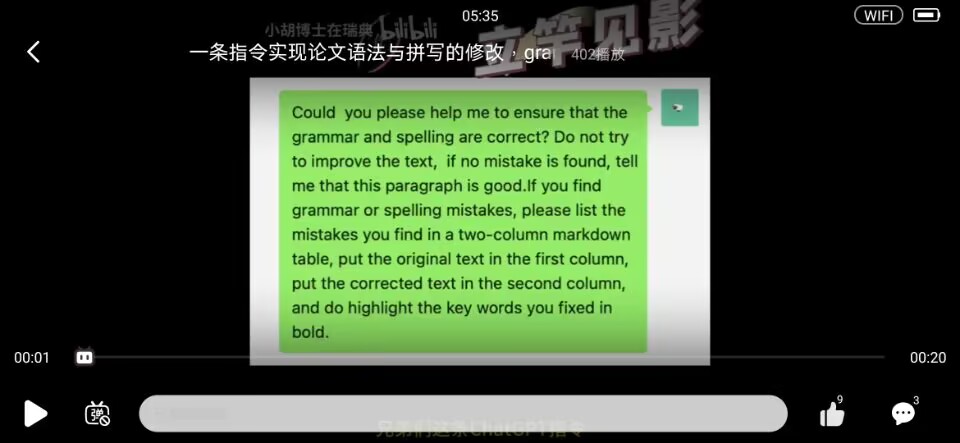 05:35
WIFI
小胡博士在瑞典
bilibili
立竿见影
一条指令实现论文语法与拼写的修改，gra
402播放
Could you please help me to ensure that the
grammar and spelling are correct? Do not try
to improve the text, if no mistake is found, tell
me that this paragraph is good.If you find
grammar or spelling mistakes, please list the
mistakes you find in a two-column markdown
table, put the original text in the first column,
put the corrected text in the second column,
and do highlight the key words you fixed in
bold.
00:01
00:20
弹
9
3
兄弟们这条ChatGPT指令